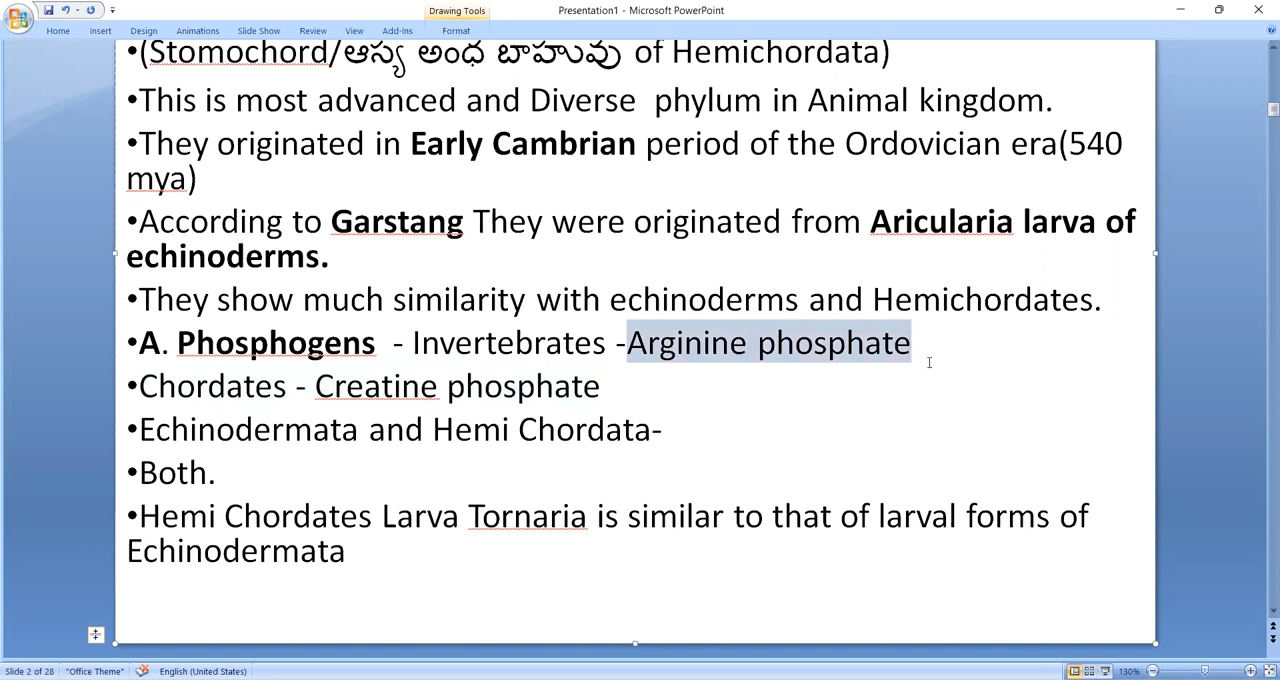 Drawing Tools
Presentation1 - Microsoft PowerPoint
Home Insert Design Animations Slide Show Review View Add-Ins Format
•(Stomochord/ఆస్య అంధ బాహువు of Hemichordata)
•This is most advanced and Diverse phylum in Animal kingdom.
•They originated in Early Cambrian period of the Ordovician era(540
mya)
•According to Garstang They were originated from Aricularia larva of
echinoderms.
•They show much similarity with echinoderms and Hemichordates.
•A. Phosphogens - Invertebrates -Arginine phosphate
•Chordates - Creatine phosphate
•Echinodermata and Hemi Chordata-
•Both.
•Hemi Chordates Larva Tornaria is similar to that of larval forms of
Echinodermata
Slide 2 of 28 "Office Theme" English (United States) 130%